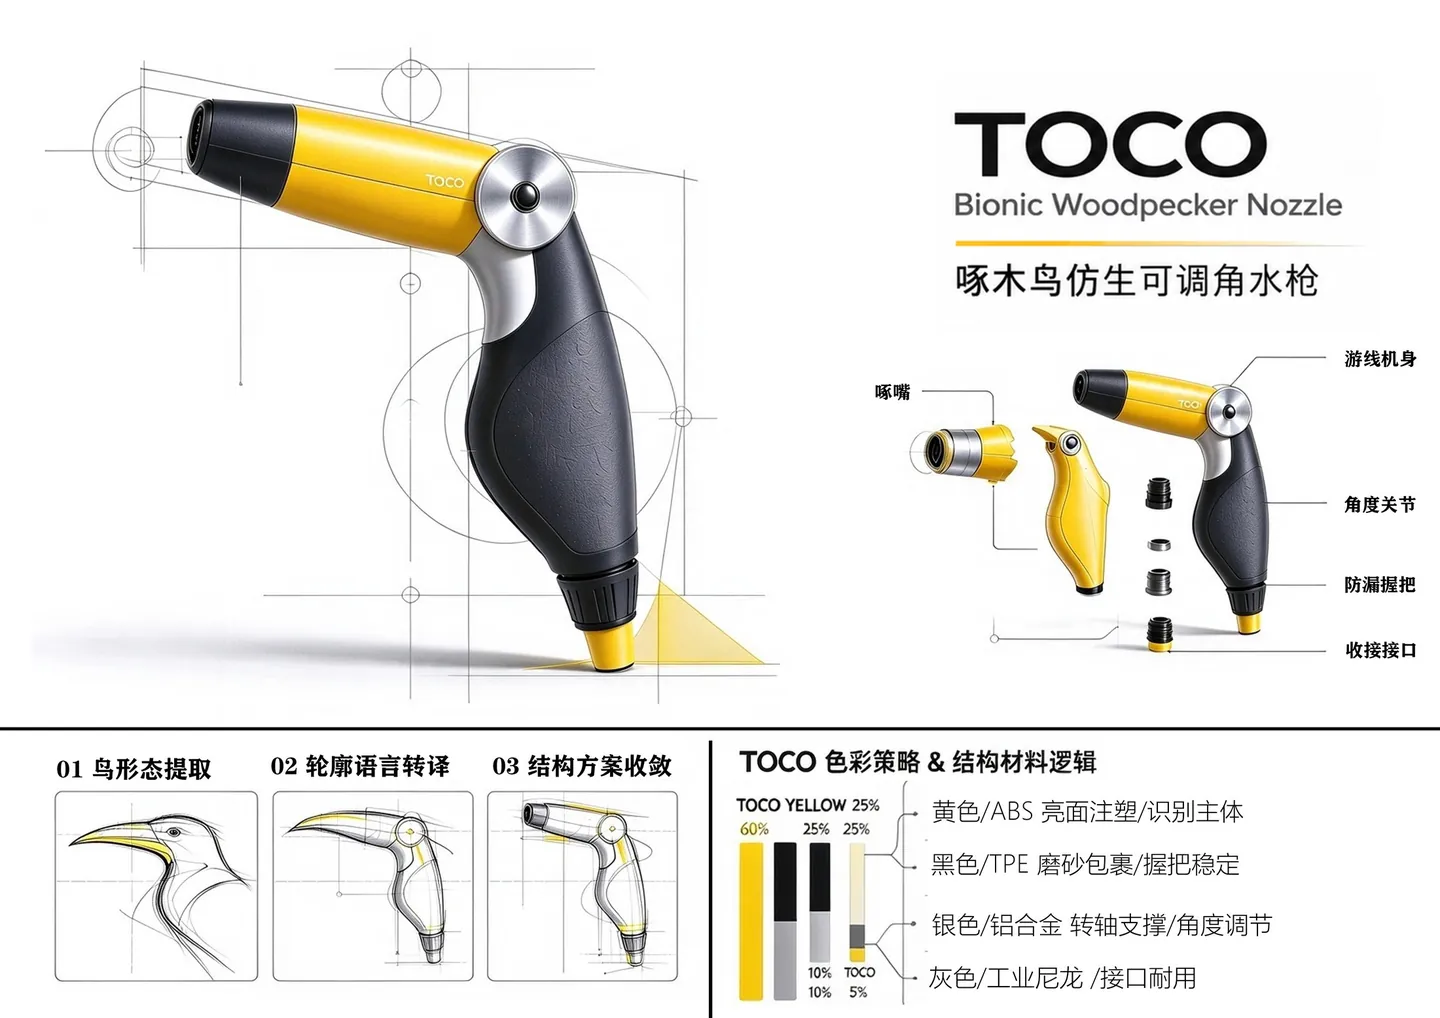 TOCO
TOCO
Bionic Woodpecker Nozzle
啄木鸟仿生可调角水枪
游线机身
啄嘴
TOCO
角度关节
防漏握把
收接接口
01 鸟形态提取
02 轮廓语言转译
03 结构方案收敛
TOCO 色彩策略 & 结构材料逻辑
TOCO YELLOW 25%
60% 25% 25%
10% TOCO
10% 5%
黄色/ABS 亮面注塑/识别主体
黑色/TPE 磨砂包裹/握把稳定
银色/铝合金 转轴支撑/角度调节
灰色/工业尼龙 /接口耐用